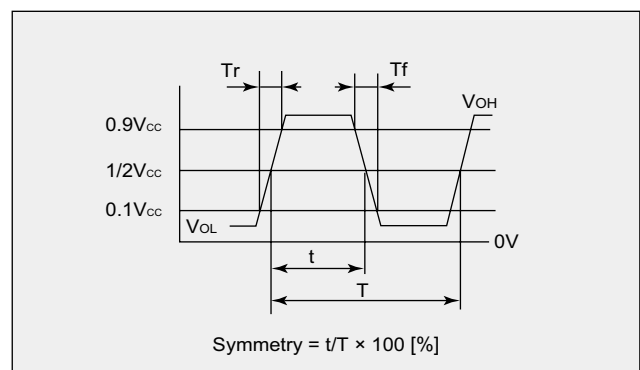 Tr
Tf
VOH
0.9Vcc
1/2Vcc
0.1Vcc
VOL
0V
t
T
Symmetry = t/T × 100 [%]